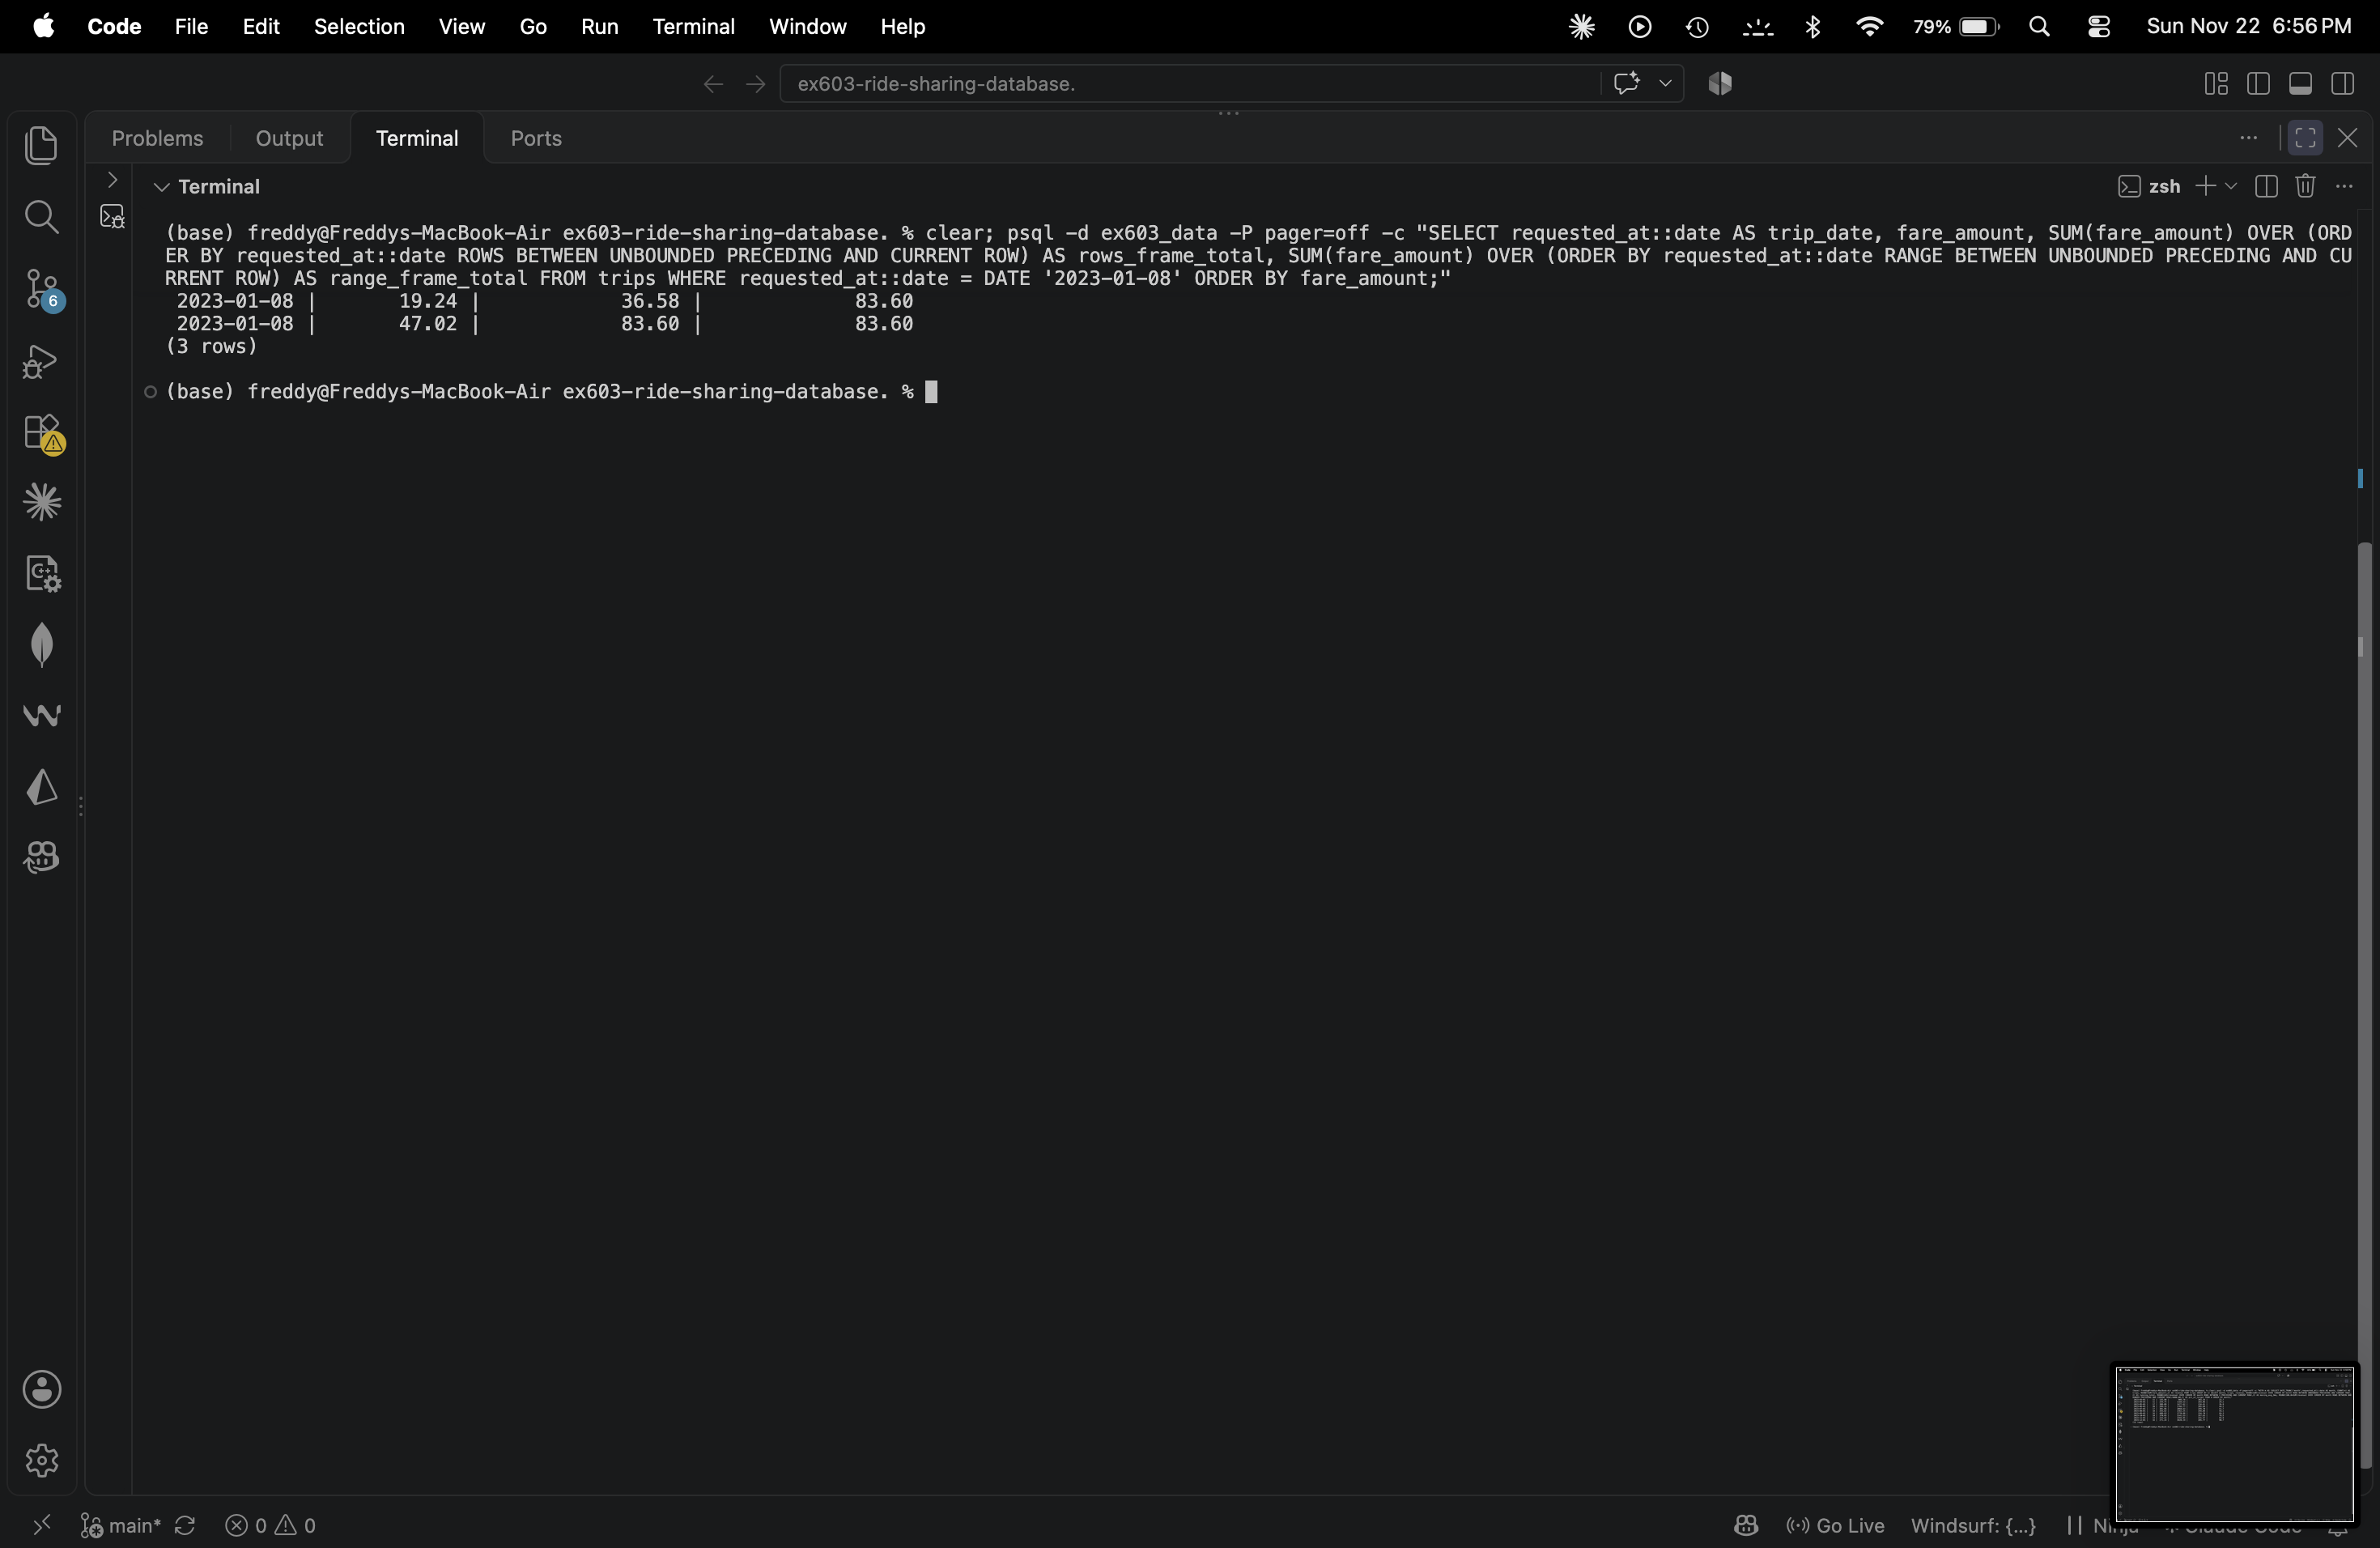 Code File Edit Selection View Go Run Terminal Window Help 79% Sun Nov 22 6:56 PM
ex603-ride-sharing-database.
Problems Output Terminal Ports
Terminal zsh
(base) freddy@Freddys-MacBook-Air ex603-ride-sharing-database. % clear; psql -d ex603_data -P pager=off -c "SELECT requested_at::date AS trip_date, fare_amount, SUM(fare_amount) OVER (ORD
ER BY requested_at::date ROWS BETWEEN UNBOUNDED PRECEDING AND CURRENT ROW) AS rows_frame_total, SUM(fare_amount) OVER (ORDER BY requested_at::date RANGE BETWEEN UNBOUNDED PRECEDING AND CU
RRENT ROW) AS range_frame_total FROM trips WHERE requested_at::date = DATE '2023-01-08' ORDER BY fare_amount;"
2023-01-08 | 19.24 | 36.58 | 83.60
2023-01-08 | 47.02 | 83.60 | 83.60
(3 rows)
(base) freddy@Freddys-MacBook-Air ex603-ride-sharing-database. %
6
C++
main* 0 0 Go Live Windsurf: {...}